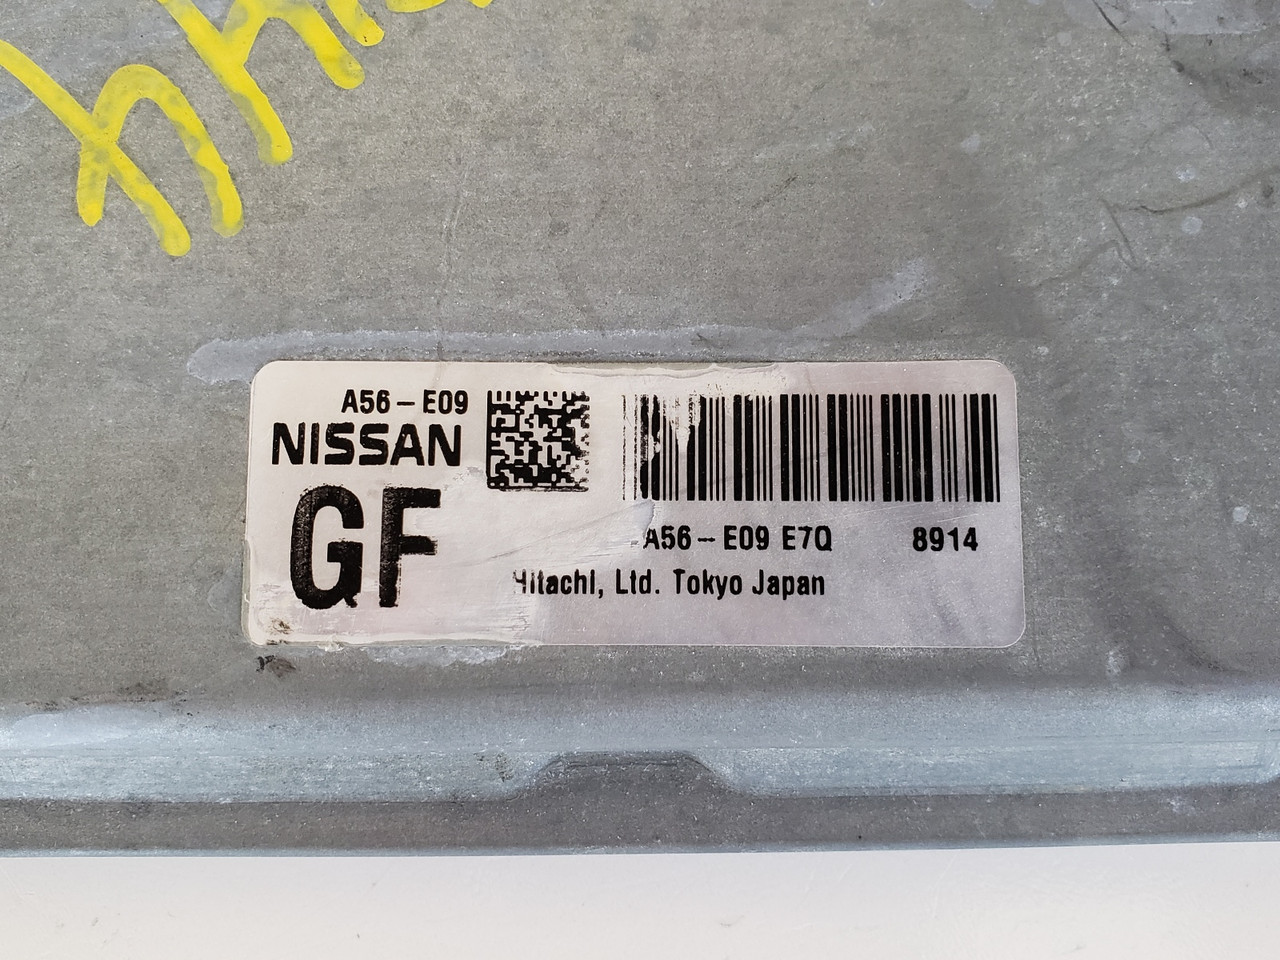 A56-E09
NISSAN
GF
A56-E09 E7Q 8914
Hitachi, Ltd. Tokyo Japan